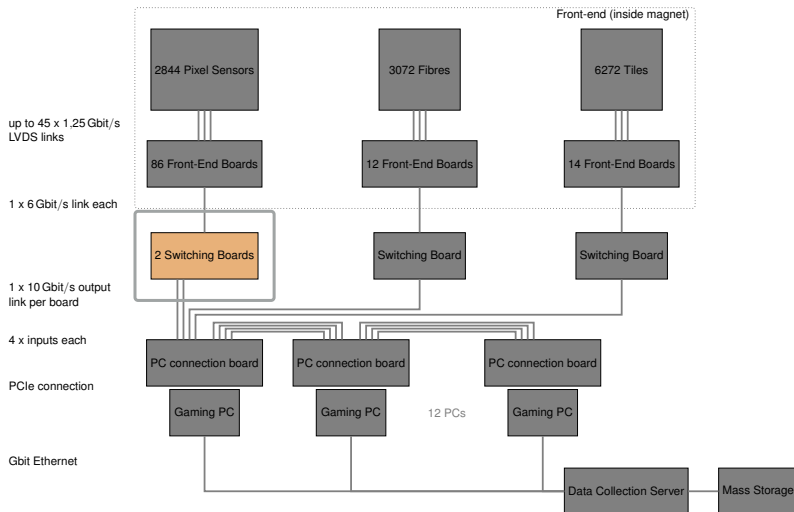 Front-end (inside magnet)
2844 Pixel Sensors
3072 Fibres
6272 Tiles
up to 45 x 1,25 Gbit/s
LVDS links
86 Front-End Boards
12 Front-End Boards
14 Front-End Boards
1 x 6 Gbit/s link each
2 Switching Boards
Switching Board
Switching Board
1 x 10 Gbit/s output
link per board
4 x inputs each
PC connection board
PC connection board
PC connection board
PCIe connection
Gaming PC
Gaming PC
12 PCs
Gaming PC
Gbit Ethernet
Data Collection Server
Mass Storage